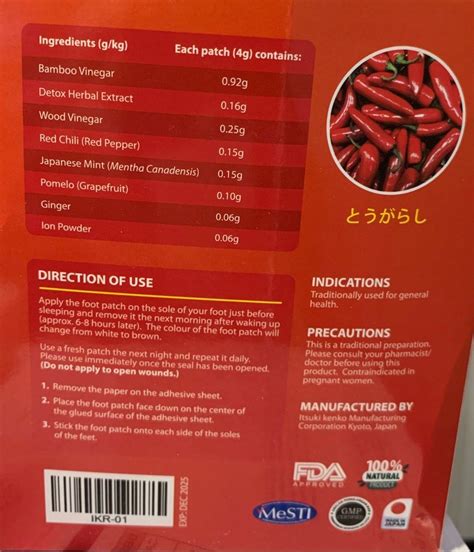 Ingredients (g/kg) Each patch (4g) contains:
Bamboo Vinegar 0.92g
Detox Herbal Extract 0.16g
Wood Vinegar 0.25g
Red Chili (Red Pepper) 0.15g
Japanese Mint (Mentha Canadensis) 0.15g
Pomelo (Grapefruit) 0.10g
Ginger 0.06g
Ion Powder 0.06g
とうがらし
DIRECTION OF USE
Apply the foot patch on the sole of your foot just before
sleeping and remove it the next morning after waking up
(approx. 6-8 hours later). The colour of the foot patch will
change from white to brown.
Use a fresh patch the next night and repeat it daily.
Please use immediately once the seal has been opened.
(Do not apply to open wounds.)
1. Remove the paper on the adhesive sheet.
2. Place the foot patch face down on the center of
the glued surface of the adhesive sheet.
3. Stick the foot patch onto each side of the soles
of the feet.
INDICATIONS
Traditionally used for general
health.
PRECAUTIONS
This is a traditional preparation.
Please consult your pharmacist/
doctor before using this
product. Contraindicated in
pregnant women.
MANUFACTURED BY
Itsuki kenko Manufacturing
Corporation Kyoto, Japan
IKR-01
EXP: DEC 2025
FDA
APPROVED
100%
NATURAL
PRODUCT
MeSTI
GMP
CERTIFIED
MADE IN
JAPAN